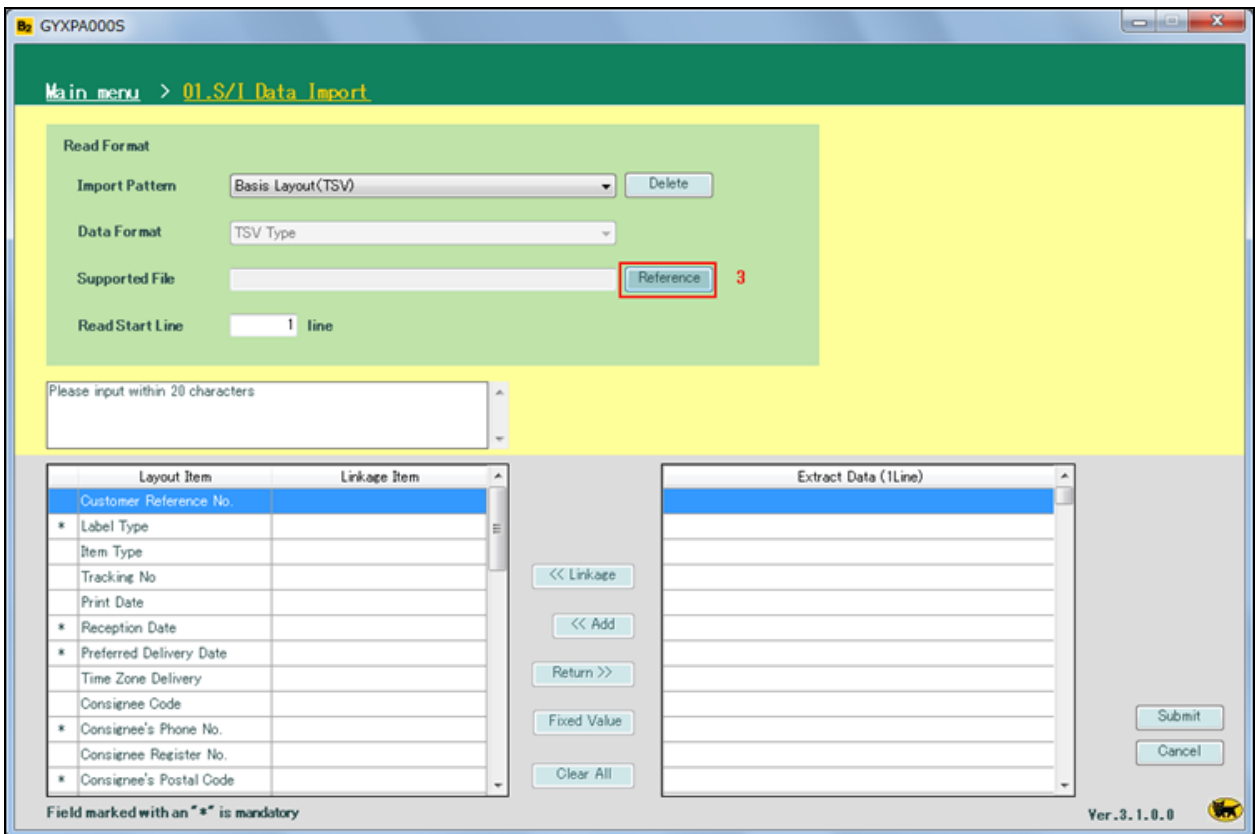 B2 GYXPA000S
Main menu > 01.S/I Data Import
Read Format
Import Pattern Basis Layout(TSV) Delete
Data Format TSV Type
Supported File Reference 3
Read Start Line 1 line
Please input within 20 characters
Layout Item Linkage Item Extract Data (1Line)
Customer Reference No.
* Label Type
Item Type
Tracking No << Linkage
Print Date
* Reception Date << Add
* Preferred Delivery Date
Time Zone Delivery Return >>
Consignee Code
* Consignee's Phone No. Fixed Value Submit
Consignee Register No. Cancel
* Consignee's Postal Code Clear All
Field marked with an "*" is mandatory Ver.3.1.0.0